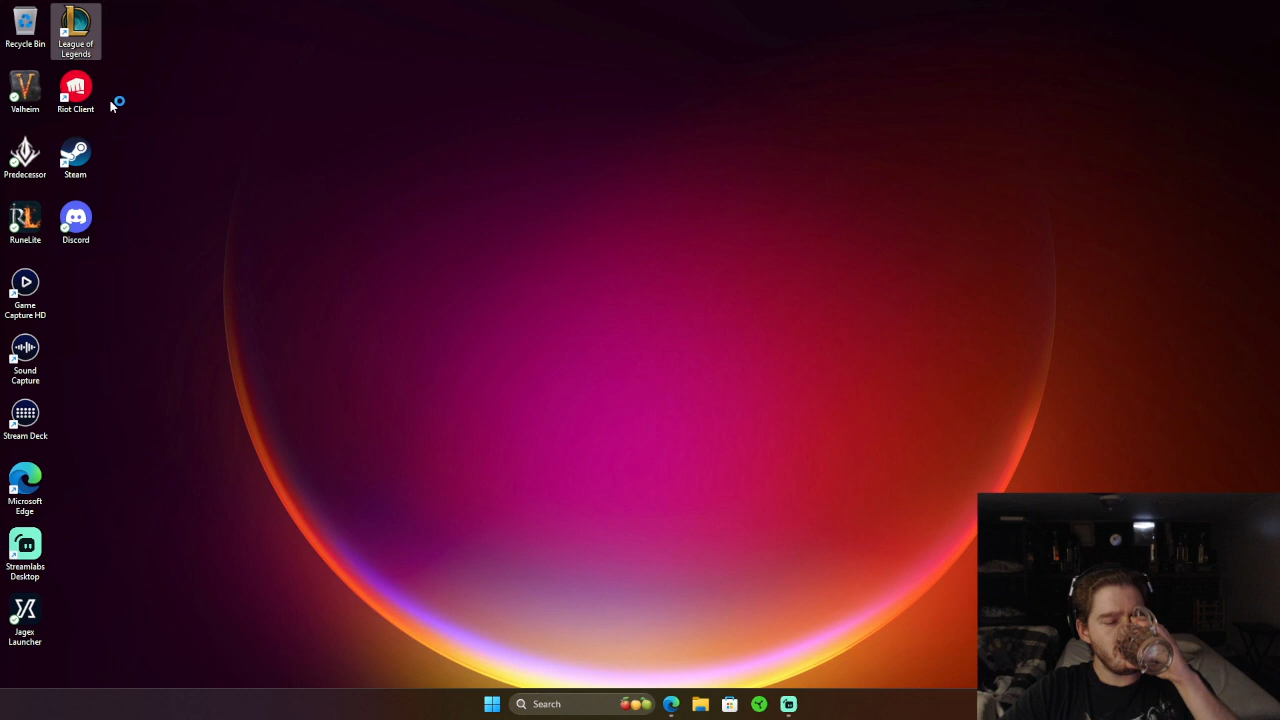 Recycle Bin
League of
Legends
Valheim
Riot Client
Predecessor
Steam
RuneLite
Discord
Game
Capture HD
Sound
Capture
Stream Deck
Microsoft
Edge
Streamlabs
Desktop
Jagex
Launcher
Search